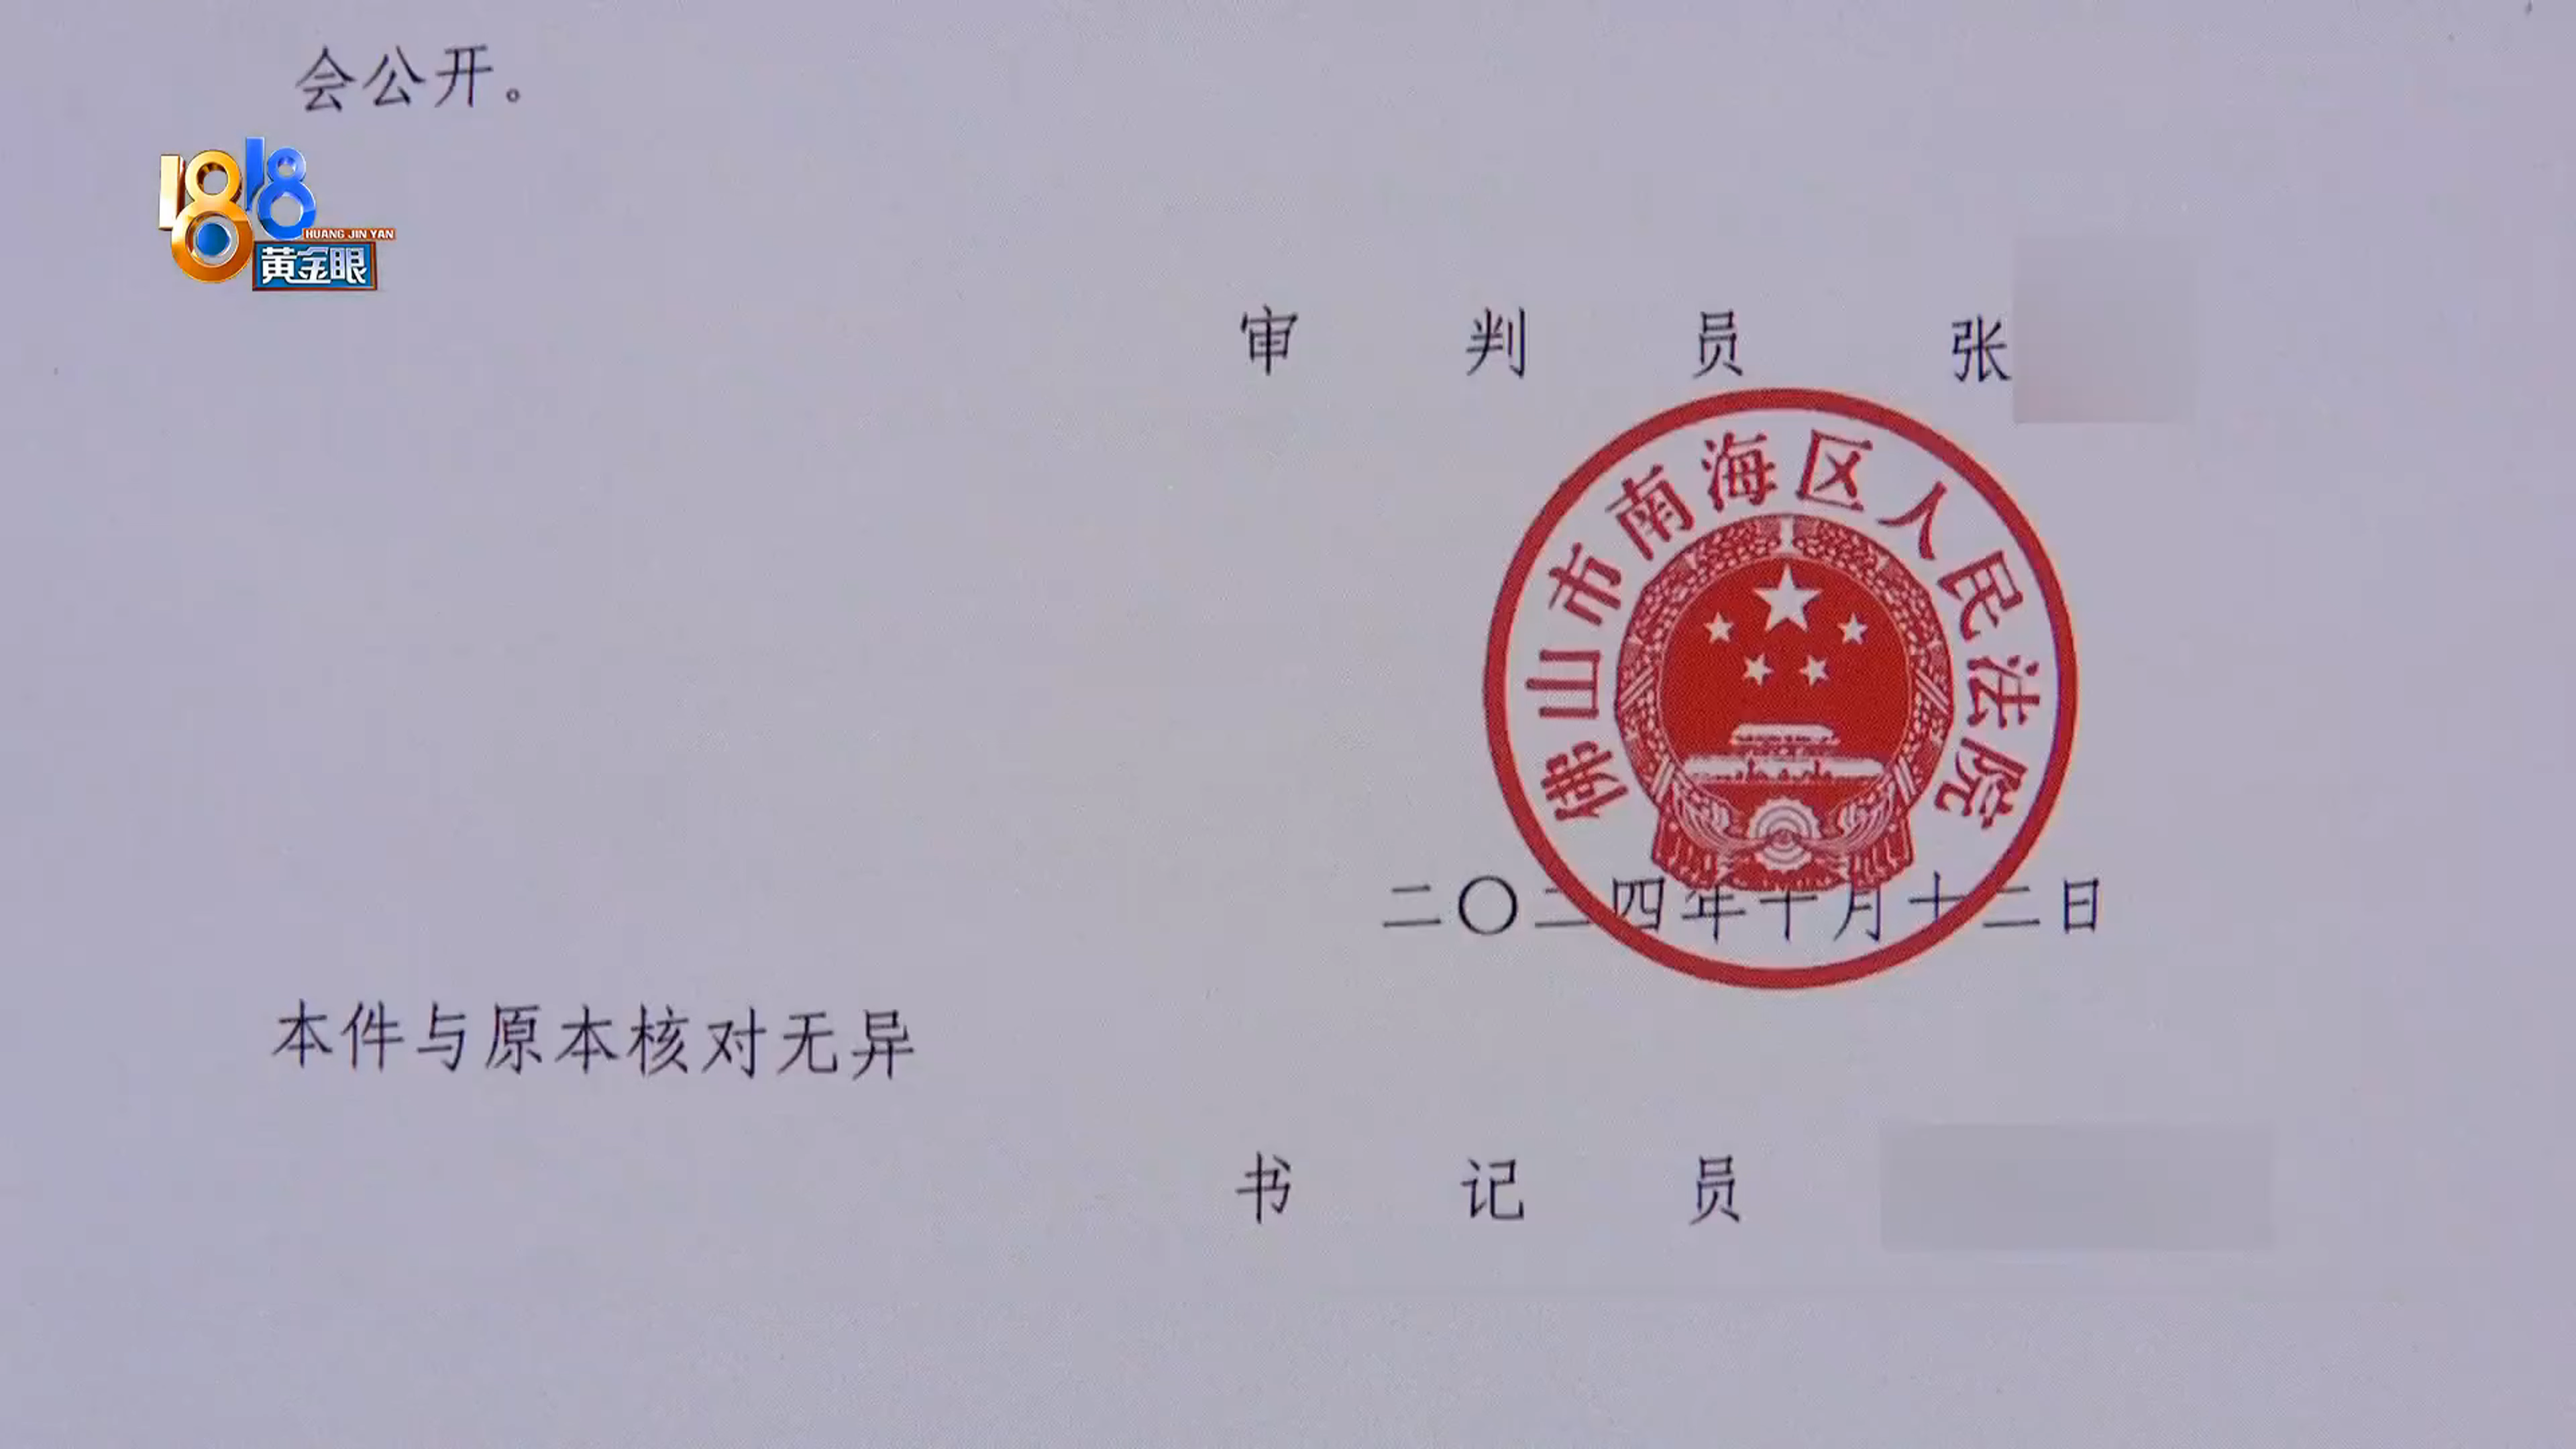 会公开。
1818
HUANG JIN YAN
黄金眼
审 判 员 张
佛山市南海区人民法院
二〇二四年十月十二日
本件与原本核对无异
书 记 员